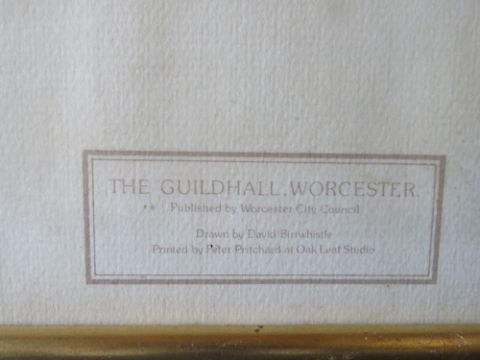 THE GUILDHALL, WORCESTER
Published by Worcester City Council
Drawn by David Birtwhistle
Printed by Peter Pritchard at Oak Leaf Studio